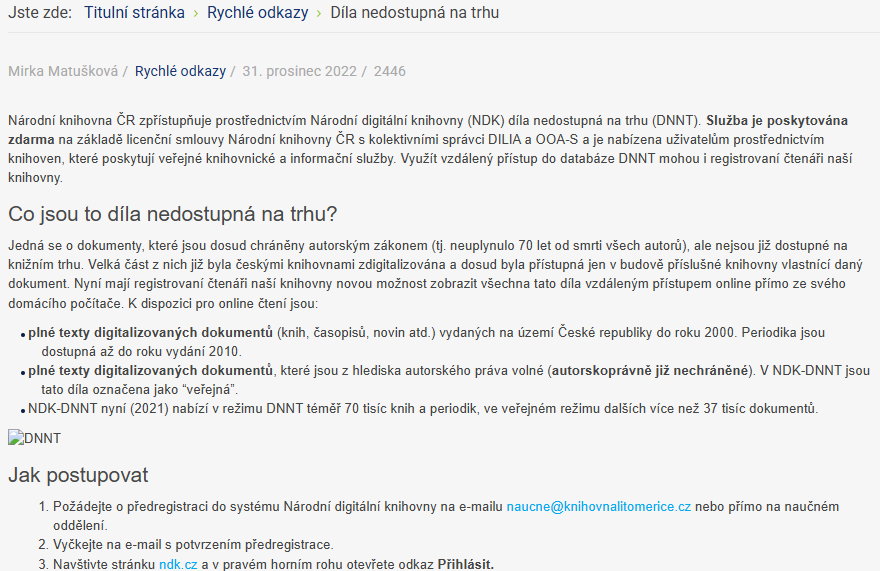 Jste zde: Titulní stránka › Rychlé odkazy › Díla nedostupná na trhu
Mirka Matušková / Rychlé odkazy / 31. prosinec 2022 / 2446
Národní knihovna ČR zpřístupňuje prostřednictvím Národní digitální knihovny (NDK) díla nedostupná na trhu (DNNT). Služba je poskytována
zdarma na základě licenční smlouvy Národní knihovny ČR s kolektivními správci DILIA a OOA-S a je nabízena uživatelům prostřednictvím
knihoven, které poskytují veřejné knihovnické a informační služby. Využít vzdálený přístup do databáze DNNT mohou i registrovaní čtenáři naší
knihovny.
Co jsou to díla nedostupná na trhu?
Jedná se o dokumenty, které jsou dosud chráněny autorským zákonem (tj. neuplynulo 70 let od smrti všech autorů), ale nejsou již dostupné na
knižním trhu. Velká část z nich již byla českými knihovnami zdigitalizována a dosud byla přístupná jen v budově příslušné knihovny vlastnící daný
dokument. Nyní mají registrovaní čtenáři naší knihovny novou možnost zobrazit všechna tato díla vzdáleným přístupem online přímo ze svého
domácího počítače. K dispozici pro online čtení jsou:
• plné texty digitalizovaných dokumentů (knih, časopisů, novin atd.) vydaných na území České republiky do roku 2000. Periodika jsou
dostupná až do roku vydání 2010.
• plné texty digitalizovaných dokumentů, které jsou z hlediska autorského práva volné (autorskoprávně již nechráněné). V NDK-DNNT jsou
tato díla označena jako “veřejná”.
• NDK-DNNT nyní (2021) nabízí v režimu DNNT téměř 70 tisíc knih a periodik, ve veřejném režimu dalších více než 37 tisíc dokumentů.
DNNT
Jak postupovat
1. Požádejte o předregistraci do systému Národní digitální knihovny na e-mailu naucne@knihovnalitomerice.cz nebo přímo na naučném
oddělení.
2. Vyčkejte na e-mail s potvrzením předregistrace.
3. Navštivte stránku ndk.cz a v pravém horním rohu otevřete odkaz Přihlásit.